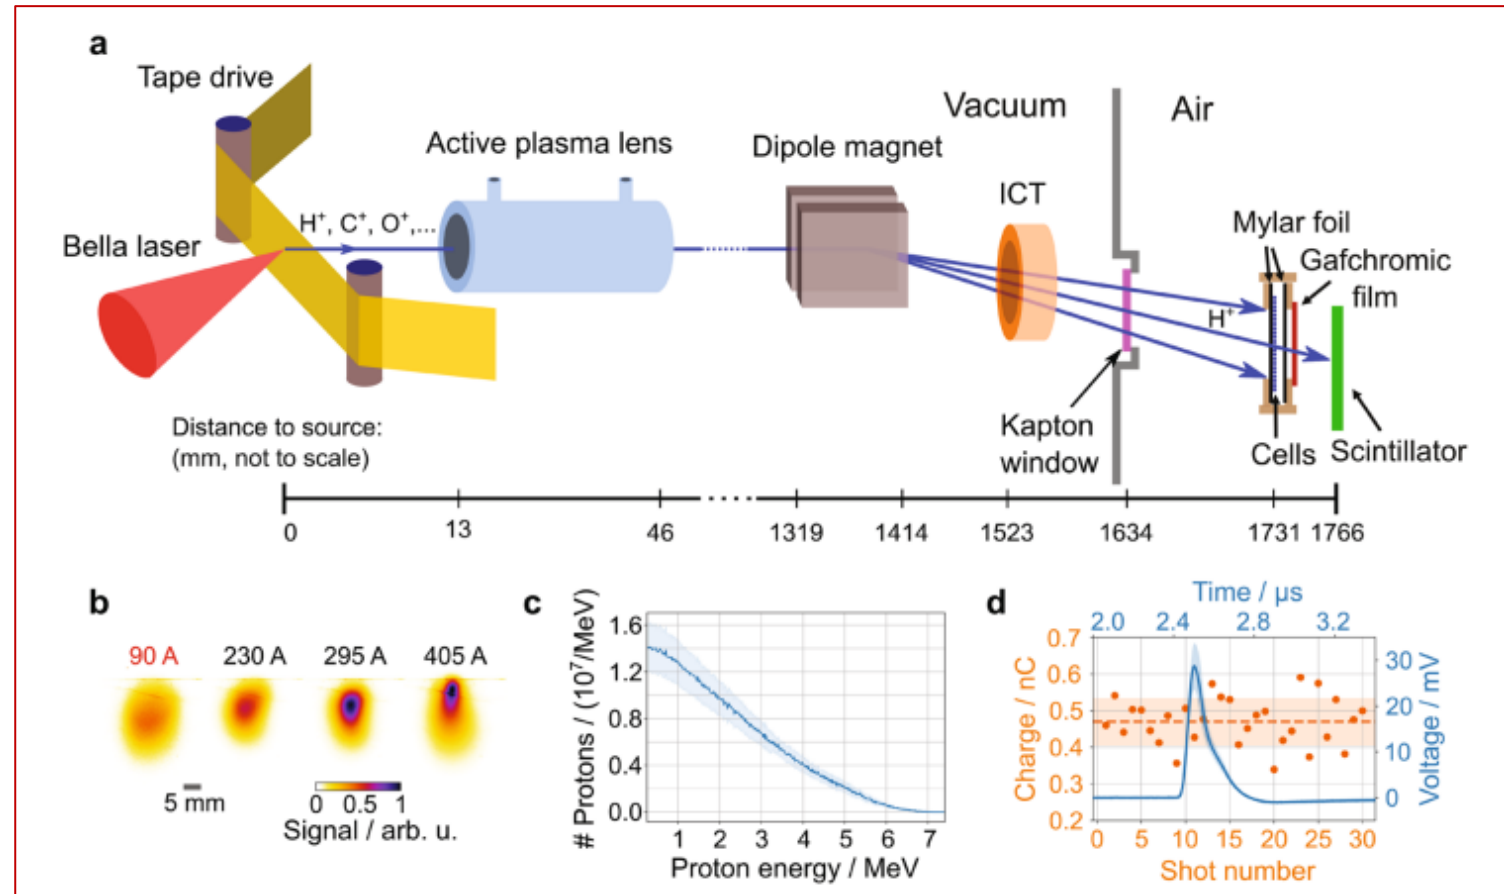 a
Tape drive
Bella laser
H⁺, C⁺, O⁺,...
Active plasma lens
Dipole magnet
Vacuum
Air
ICT
Mylar foil
Gafchromic
film
H⁺
Kapton
window
Cells
Scintillator
Distance to source:
(mm, not to scale)
0 13 46 1319 1414 1523 1634 1731 1766
b
90 A 230 A 295 A 405 A
5 mm
0 0.5 1
Signal / arb. u.
c
# Protons / (10⁷/MeV)
1.6
1.2
0.8
0.4
0.0
1 2 3 4 5 6 7
Proton energy / MeV
d
Time / µs
2.0 2.4 2.8 3.2
Charge / nC
0.7
0.6
0.5
0.4
0.3
0.2
Voltage / mV
30
20
10
0
0 5 10 15 20 25 30
Shot number